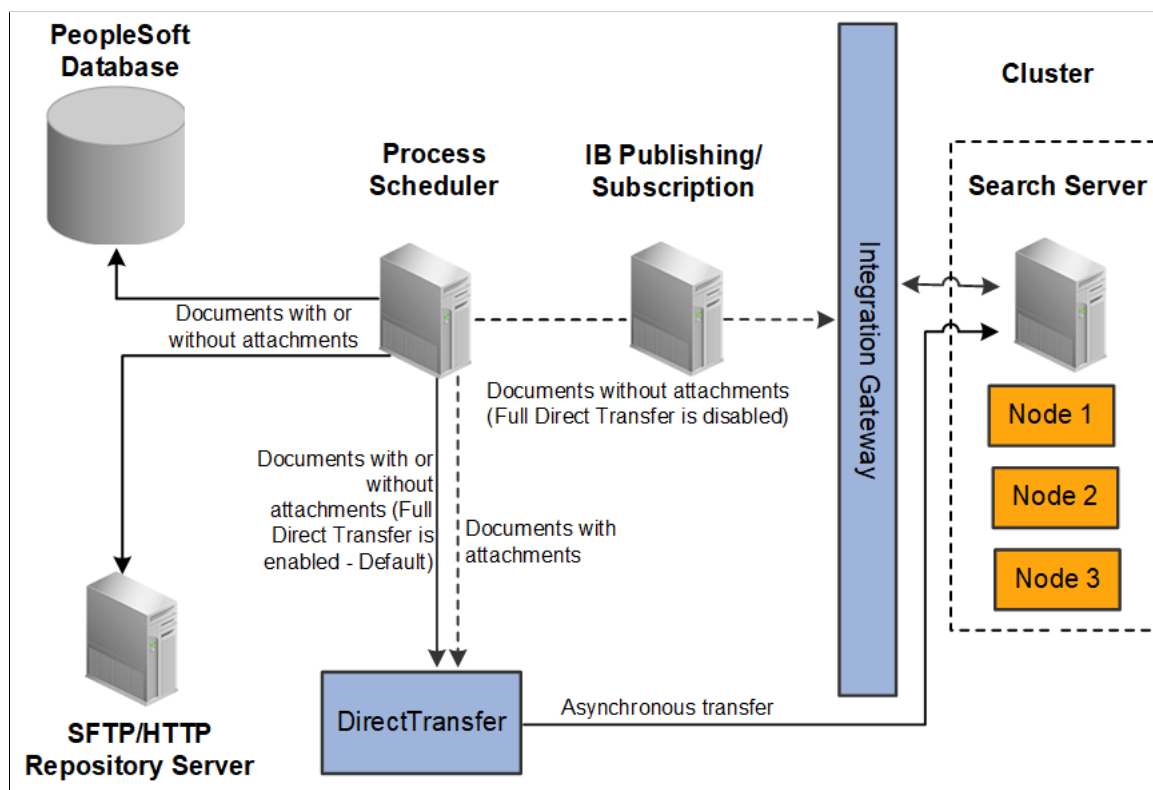 PeopleSoft
Database
Process
Scheduler
IB Publishing/
Subscription
Cluster
Search Server
Integration Gateway
Documents with or
without attachments
Documents without attachments
(Full Direct Transfer is disabled)
Documents with or
without
attachments (Full
Direct Transfer is
enabled - Default)
Documents with
attachments
Node 1
Node 2
Node 3
SFTP/HTTP
Repository Server
DirectTransfer
Asynchronous transfer